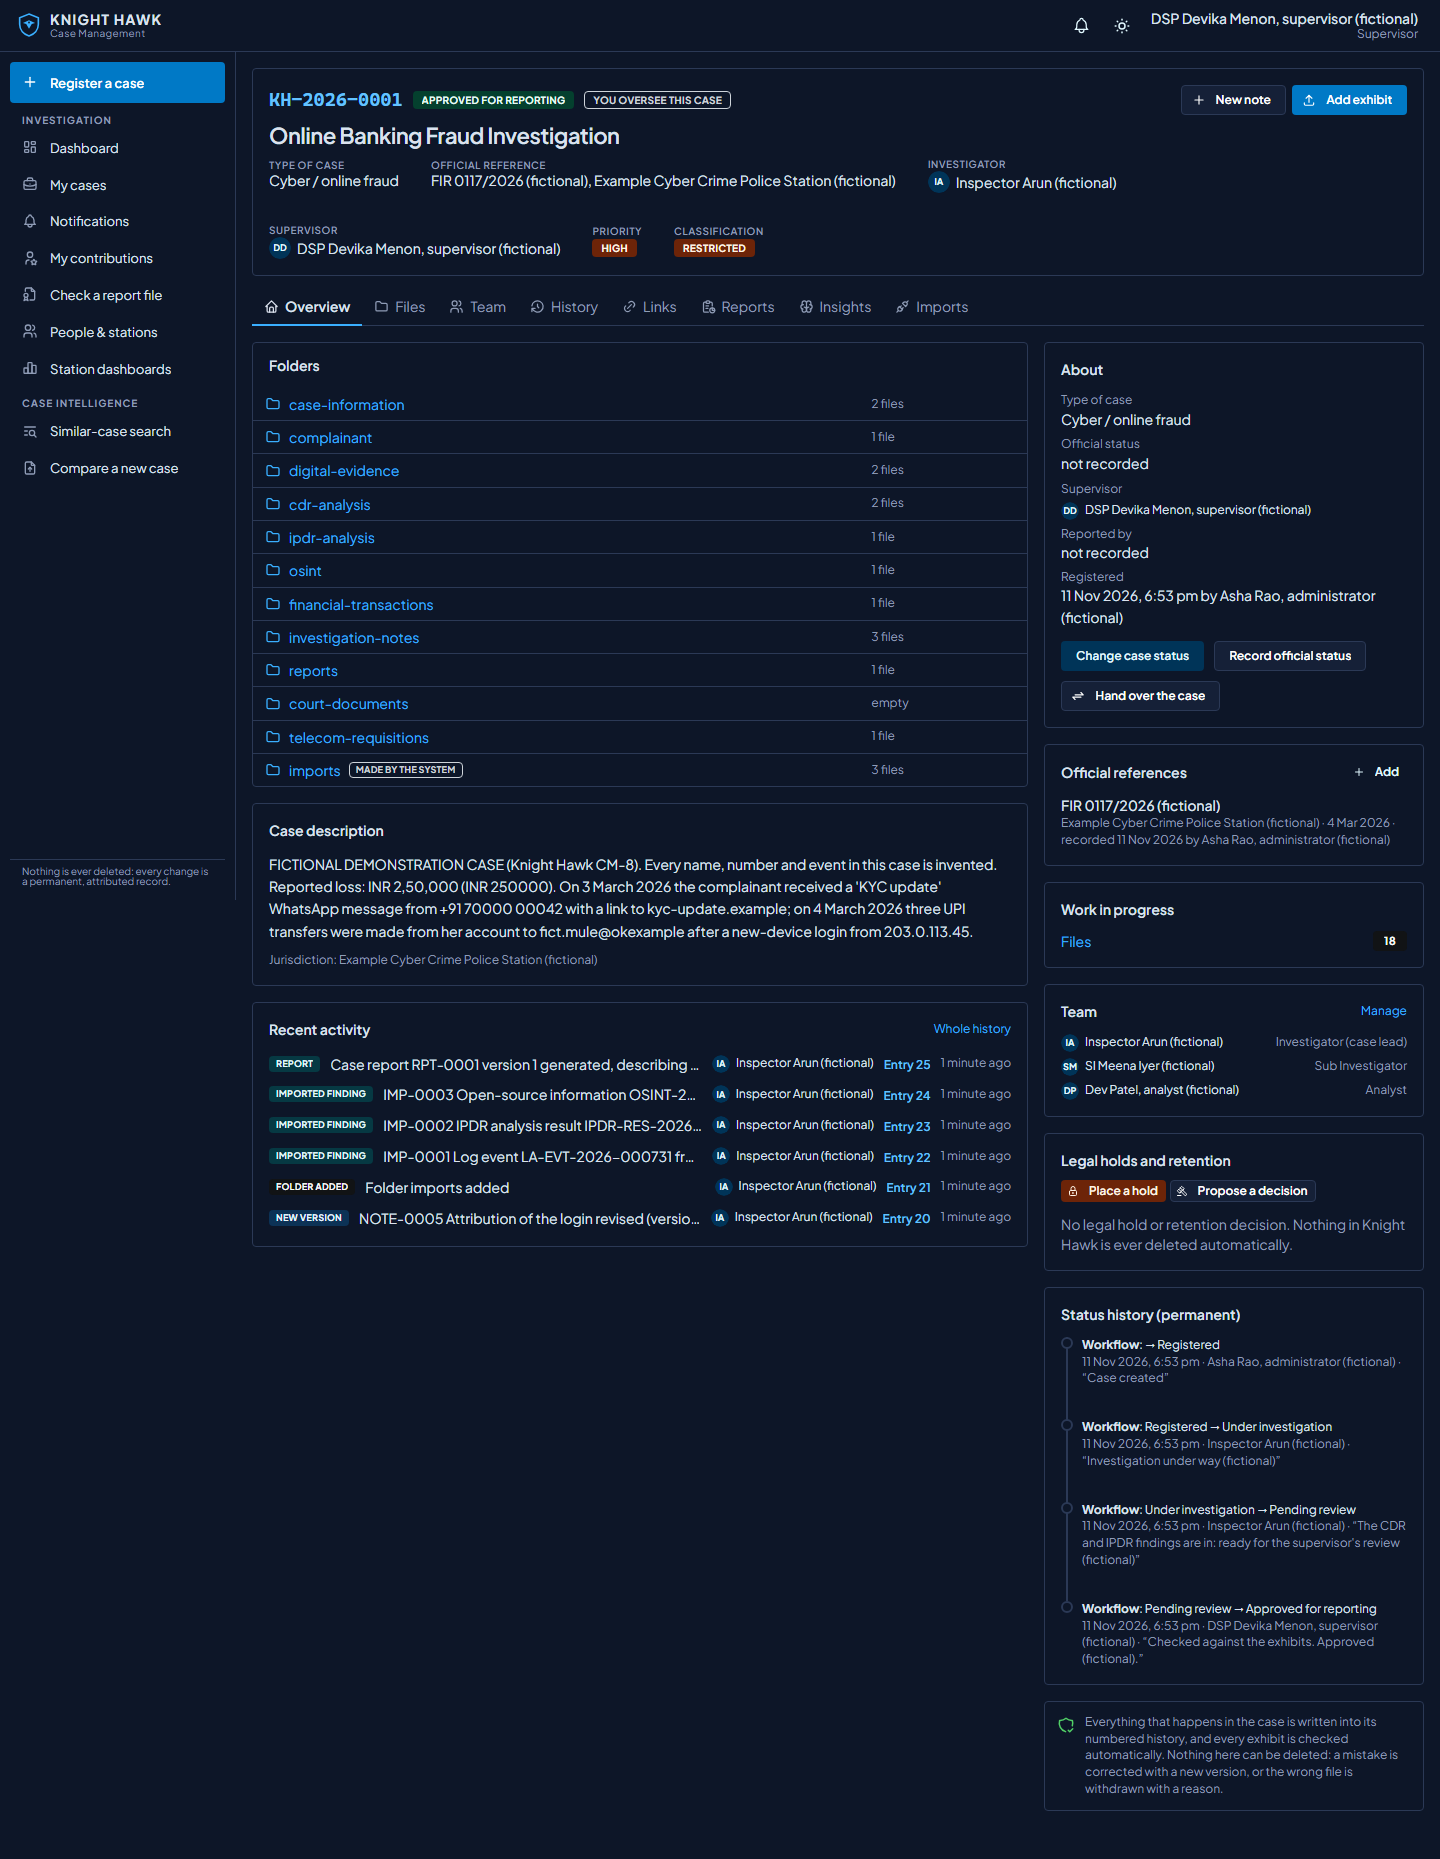 KNIGHT HAWK
Case Management
DSP Devika Menon, supervisor (fictional)
Supervisor
Register a case
INVESTIGATION
Dashboard
My cases
Notifications
My contributions
Check a report file
People & stations
Station dashboards
CASE INTELLIGENCE
Similar-case search
Compare a new case
Nothing is ever deleted: every change is
a permanent, attributed record.
KH-2026-0001 APPROVED FOR REPORTING YOU OVERSEE THIS CASE
New note Add exhibit
Online Banking Fraud Investigation
TYPE OF CASE OFFICIAL REFERENCE INVESTIGATOR
Cyber / online fraud FIR 0117/2026 (fictional), Example Cyber Crime Police Station (fictional) IA Inspector Arun (fictional)
SUPERVISOR PRIORITY CLASSIFICATION
DD DSP Devika Menon, supervisor (fictional) HIGH RESTRICTED
Overview Files Team History Links Reports Insights Imports
Folders
case-information 2 files
complainant 1 file
digital-evidence 2 files
cdr-analysis 2 files
ipdr-analysis 1 file
osint 1 file
financial-transactions 1 file
investigation-notes 3 files
reports 1 file
court-documents empty
telecom-requisitions 1 file
imports MADE BY THE SYSTEM 3 files
Case description
FICTIONAL DEMONSTRATION CASE (Knight Hawk CM-8). Every name, number and event in this case is invented.
Reported loss: INR 2,50,000 (INR 250000). On 3 March 2026 the complainant received a 'KYC update'
WhatsApp message from +91 70000 00042 with a link to kyc-update.example; on 4 March 2026 three UPI
transfers were made from her account to fict.mule@okexample after a new-device login from 203.0.113.45.
Jurisdiction: Example Cyber Crime Police Station (fictional)
Recent activity Whole history
REPORT Case report RPT-0001 version 1 generated, describing ... IA Inspector Arun (fictional) Entry 25 1 minute ago
IMPORTED FINDING IMP-0003 Open-source information OSINT-2... IA Inspector Arun (fictional) Entry 24 1 minute ago
IMPORTED FINDING IMP-0002 IPDR analysis result IPDR-RES-2026... IA Inspector Arun (fictional) Entry 23 1 minute ago
IMPORTED FINDING IMP-0001 Log event LA-EVT-2026-000731 fr... IA Inspector Arun (fictional) Entry 22 1 minute ago
FOLDER ADDED Folder imports added IA Inspector Arun (fictional) Entry 21 1 minute ago
NEW VERSION NOTE-0005 Attribution of the login revised (versio... IA Inspector Arun (fictional) Entry 20 1 minute ago
About
Type of case
Cyber / online fraud
Official status
not recorded
Supervisor
DD DSP Devika Menon, supervisor (fictional)
Reported by
not recorded
Registered
11 Nov 2026, 6:53 pm by Asha Rao, administrator
(fictional)
Change case status Record official status
Hand over the case
Official references Add
FIR 0117/2026 (fictional)
Example Cyber Crime Police Station (fictional) · 4 Mar 2026 ·
recorded 11 Nov 2026 by Asha Rao, administrator (fictional)
Work in progress
Files 18
Team Manage
IA Inspector Arun (fictional) Investigator (case lead)
SM SI Meena Iyer (fictional) Sub Investigator
DP Dev Patel, analyst (fictional) Analyst
Legal holds and retention
Place a hold Propose a decision
No legal hold or retention decision. Nothing in Knight
Hawk is ever deleted automatically.
Status history (permanent)
Workflow: → Registered
11 Nov 2026, 6:53 pm · Asha Rao, administrator (fictional) ·
"Case created"
Workflow: Registered → Under investigation
11 Nov 2026, 6:53 pm · Inspector Arun (fictional) ·
"Investigation under way (fictional)"
Workflow: Under investigation → Pending review
11 Nov 2026, 6:53 pm · Inspector Arun (fictional) · "The CDR
and IPDR findings are in: ready for the supervisor's review
(fictional)"
Workflow: Pending review → Approved for reporting
11 Nov 2026, 6:53 pm · DSP Devika Menon, supervisor
(fictional) · "Checked against the exhibits. Approved
(fictional)."
Everything that happens in the case is written into its
numbered history, and every exhibit is checked
automatically. Nothing here can be deleted: a mistake is
corrected with a new version, or the wrong file is
withdrawn with a reason.